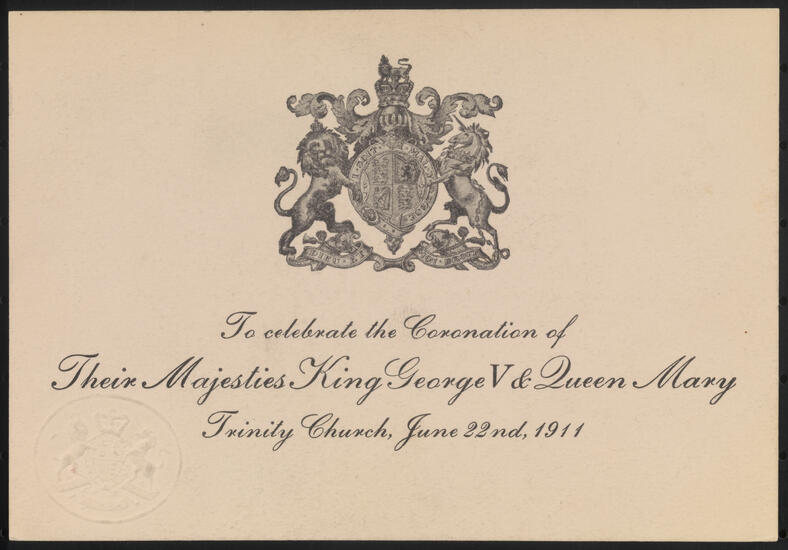 To celebrate the Coronation of
Their Majesties King George V & Queen Mary
Trinity Church, June 22nd, 1911